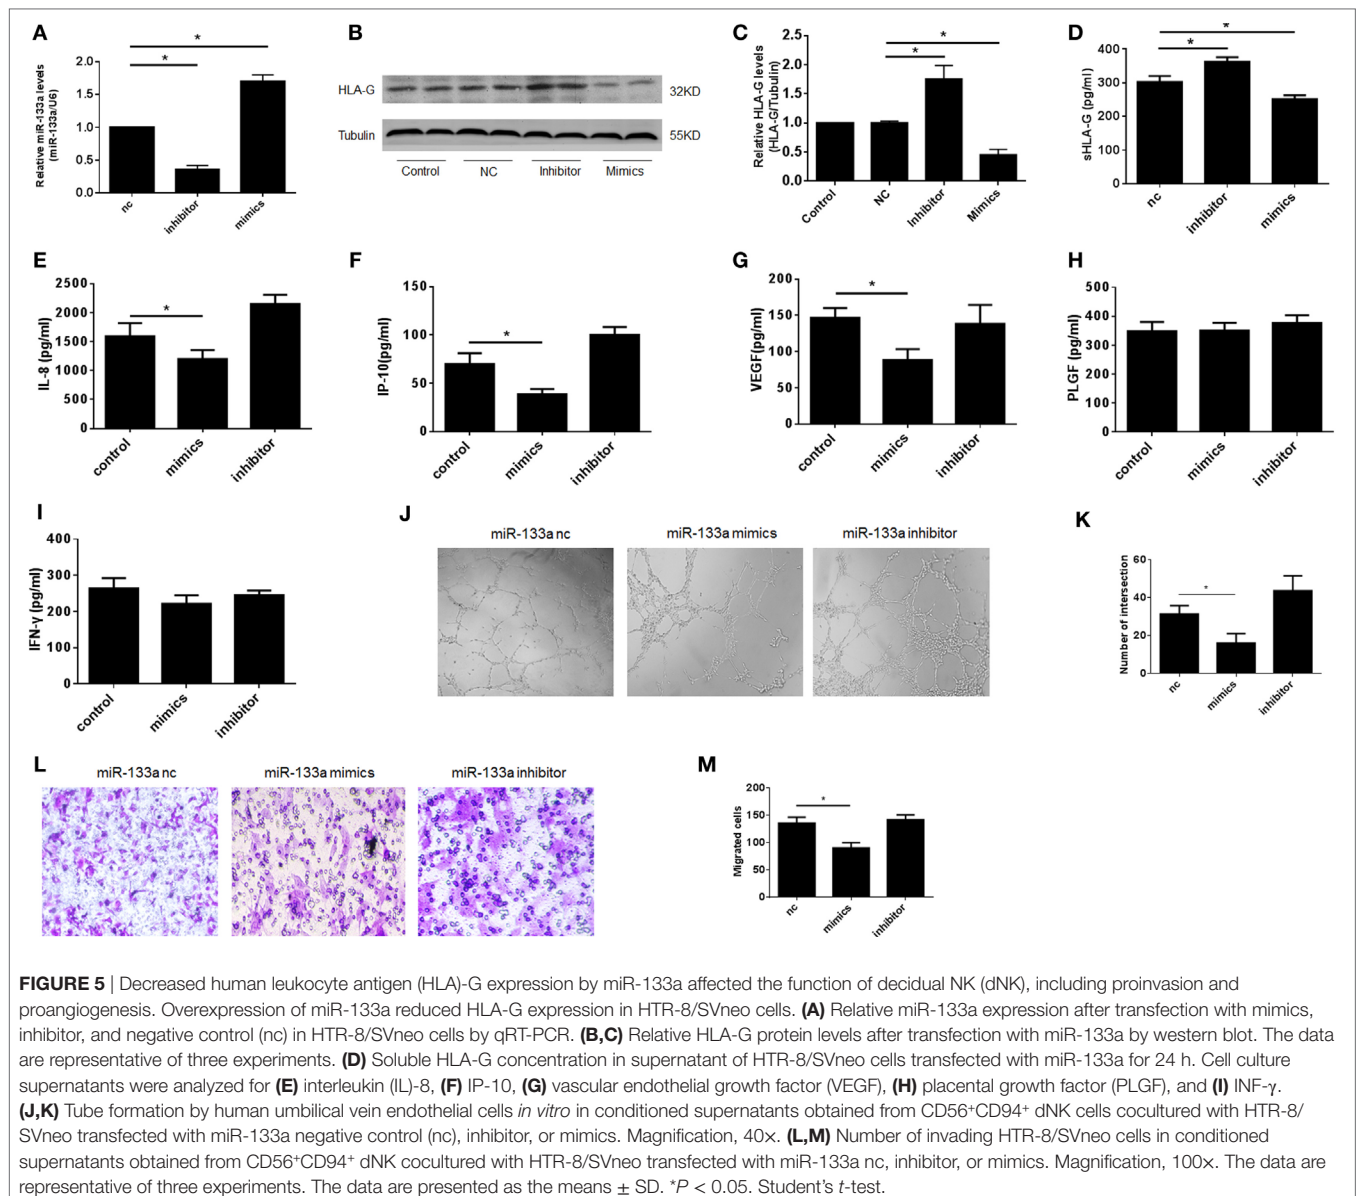 A
*
*
Relative miR-133a levels
(miR-133a/U6)
2.0
1.5
1.0
0.5
0.0
nc
inhibitor
mimics
B
HLA-G
32KD
Tubulin
55KD
Control
NC
Inhibitor
Mimics
C
*
*
Relative HLA-G levels
(HLA-G/Tubulin)
2.5
2.0
1.5
1.0
0.5
0.0
Control
NC
Inhibitor
Mimics
D
*
*
sHLA-G (pg/ml)
400
300
200
100
0
nc
inhibitor
mimics
E
*
IL-8 (pg/ml)
2500
2000
1500
1000
500
0
control
mimics
inhibitor
F
*
IP-10(pg/ml)
150
100
50
0
control
mimics
inhibitor
G
*
VEGF(pg/ml)
200
150
100
50
0
control
mimics
inhibitor
H
PLGF (pg/ml)
500
400
300
200
100
0
control
mimics
inhibitor
I
IFN-γ (pg/ml)
400
300
200
100
0
control
mimics
inhibitor
J
miR-133a nc
miR-133a mimics
miR-133a inhibitor
K
*
Number of intersection
60
40
20
0
nc
mimics
inhibitor
L
miR-133a nc
miR-133a mimics
miR-133a inhibitor
M
*
Migrated cells
200
150
100
50
0
nc
mimics
inhibitor
FIGURE 5 | Decreased human leukocyte antigen (HLA)-G expression by miR-133a affected the function of decidual NK (dNK), including proinvasion and
proangiogenesis. Overexpression of miR-133a reduced HLA-G expression in HTR-8/SVneo cells. (A) Relative miR-133a expression after transfection with mimics,
inhibitor, and negative control (nc) in HTR-8/SVneo cells by qRT-PCR. (B,C) Relative HLA-G protein levels after transfection with miR-133a by western blot. The data
are representative of three experiments. (D) Soluble HLA-G concentration in supernatant of HTR-8/SVneo cells transfected with miR-133a for 24 h. Cell culture
supernatants were analyzed for (E) interleukin (IL)-8, (F) IP-10, (G) vascular endothelial growth factor (VEGF), (H) placental growth factor (PLGF), and (I) INF-γ.
(J,K) Tube formation by human umbilical vein endothelial cells in vitro in conditioned supernatants obtained from CD56⁺CD94⁺ dNK cells cocultured with HTR-8/
SVneo transfected with miR-133a negative control (nc), inhibitor, or mimics. Magnification, 40×. (L,M) Number of invading HTR-8/SVneo cells in conditioned
supernatants obtained from CD56⁺CD94⁺ dNK cocultured with HTR-8/SVneo transfected with miR-133a nc, inhibitor, or mimics. Magnification, 100×. The data are
representative of three experiments. The data are presented as the means ± SD. *P < 0.05. Student’s t-test.